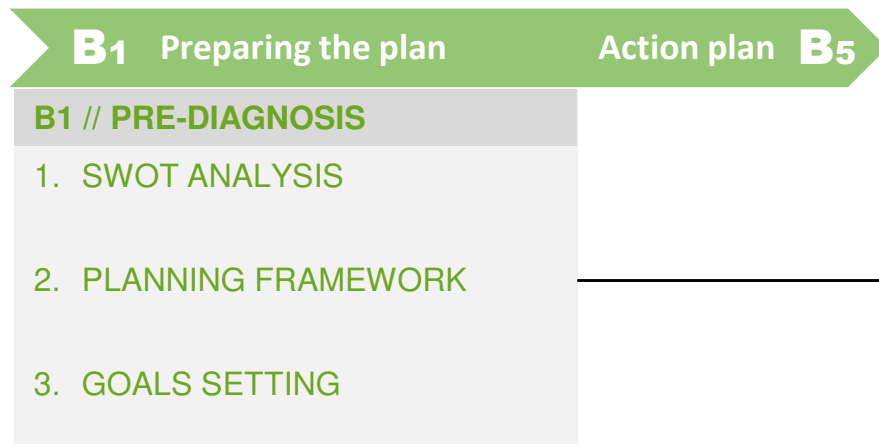 B1 Preparing the plan Action plan B5
B1 // PRE-DIAGNOSIS
1. SWOT ANALYSIS
2. PLANNING FRAMEWORK
3. GOALS SETTING